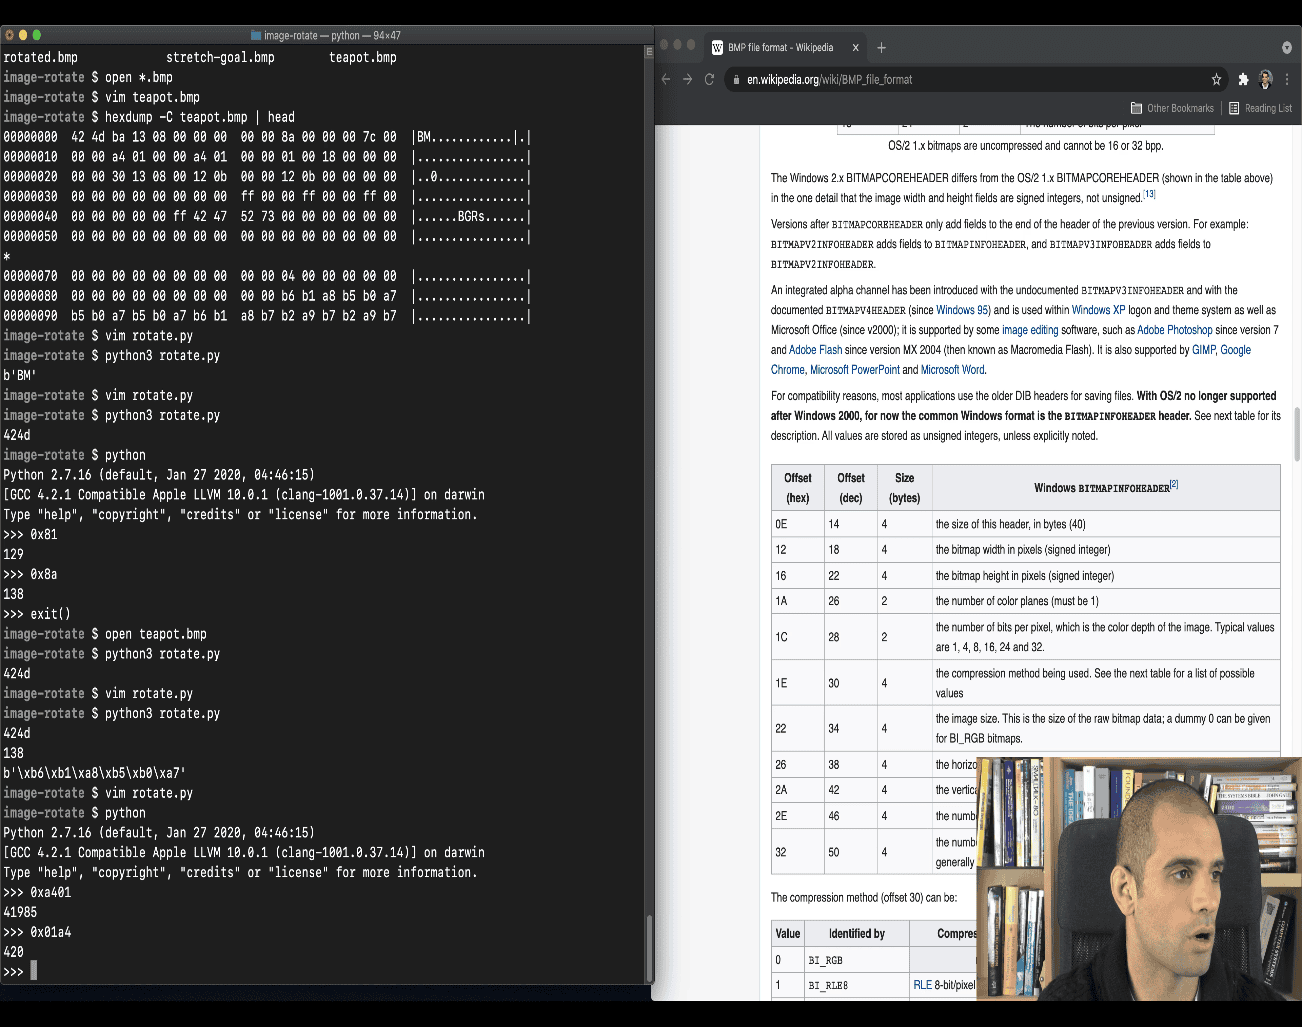 image-rotate — python — 94×47
rotated.bmp stretch-goal.bmp teapot.bmp
image-rotate $ open *.bmp
image-rotate $ vim teapot.bmp
image-rotate $ hexdump -C teapot.bmp | head
00000000 42 4d ba 13 08 00 00 00 00 00 8a 00 00 00 7c 00 |BM............|.|
00000010 00 00 a4 01 00 00 a4 01 00 00 01 00 18 00 00 00 |................|
00000020 00 00 30 13 08 00 12 0b 00 00 12 0b 00 00 00 00 |..0.............|
00000030 00 00 00 00 00 00 00 00 ff 00 00 ff 00 00 ff 00 |................|
00000040 00 00 00 00 00 ff 42 47 52 73 00 00 00 00 00 00 |......BGRs......|
00000050 00 00 00 00 00 00 00 00 00 00 00 00 00 00 00 00 |................|
*
00000070 00 00 00 00 00 00 00 00 00 00 04 00 00 00 00 00 |................|
00000080 00 00 00 00 00 00 00 00 00 00 b6 b1 a8 b5 b0 a7 |................|
00000090 b5 b0 a7 b5 b0 a7 b6 b1 a8 b7 b2 a9 b7 b2 a9 b7 |................|
image-rotate $ vim rotate.py
image-rotate $ python3 rotate.py
b'BM'
image-rotate $ vim rotate.py
image-rotate $ python3 rotate.py
424d
image-rotate $ python
Python 2.7.16 (default, Jan 27 2020, 04:46:15)
[GCC 4.2.1 Compatible Apple LLVM 10.0.1 (clang-1001.0.37.14)] on darwin
Type "help", "copyright", "credits" or "license" for more information.
>>> 0x81
129
>>> 0x8a
138
>>> exit()
image-rotate $ open teapot.bmp
image-rotate $ python3 rotate.py
424d
image-rotate $ vim rotate.py
image-rotate $ python3 rotate.py
424d
138
b'\xb6\xb1\xa8\xb5\xb0\xa7'
image-rotate $ vim rotate.py
image-rotate $ python
Python 2.7.16 (default, Jan 27 2020, 04:46:15)
[GCC 4.2.1 Compatible Apple LLVM 10.0.1 (clang-1001.0.37.14)] on darwin
Type "help", "copyright", "credits" or "license" for more information.
>>> 0xa401
41985
>>> 0x01a4
420
>>>
W BMP file format - Wikipedia
en.wikipedia.org/wiki/BMP_file_format
Other Bookmarks Reading List
OS/2 1.x bitmaps are uncompressed and cannot be 16 or 32 bpp.
The Windows 2.x BITMAPCOREHEADER differs from the OS/2 1.x BITMAPCOREHEADER (shown in the table above)
in the one detail that the image width and height fields are signed integers, not unsigned.[13]
Versions after BITMAPCOREHEADER only add fields to the end of the header of the previous version. For example:
BITMAPV2INFOHEADER adds fields to BITMAPINFOHEADER, and BITMAPV3INFOHEADER adds fields to
BITMAPV2INFOHEADER.
An integrated alpha channel has been introduced with the undocumented BITMAPV3INFOHEADER and with the
documented BITMAPV4HEADER (since Windows 95) and is used within Windows XP logon and theme system as well as
Microsoft Office (since v2000); it is supported by some image editing software, such as Adobe Photoshop since version 7
and Adobe Flash since version MX 2004 (then known as Macromedia Flash). It is also supported by GIMP, Google
Chrome, Microsoft PowerPoint and Microsoft Word.
For compatibility reasons, most applications use the older DIB headers for saving files. With OS/2 no longer supported
after Windows 2000, for now the common Windows format is the BITMAPINFOHEADER header. See next table for its
description. All values are stored as unsigned integers, unless explicitly noted.
Offset (hex) Offset (dec) Size (bytes) Windows BITMAPINFOHEADER[2]
0E 14 4 the size of this header, in bytes (40)
12 18 4 the bitmap width in pixels (signed integer)
16 22 4 the bitmap height in pixels (signed integer)
1A 26 2 the number of color planes (must be 1)
1C 28 2 the number of bits per pixel, which is the color depth of the image. Typical values
are 1, 4, 8, 16, 24 and 32.
1E 30 4 the compression method being used. See the next table for a list of possible
values
22 34 4 the image size. This is the size of the raw bitmap data; a dummy 0 can be given
for BI_RGB bitmaps.
26 38 4 the horizo
2A 42 4 the vertica
2E 46 4 the numb
32 50 4 the numb
generally
The compression method (offset 30) can be:
Value Identified by Compres
0 BI_RGB
1 BI_RLE8 RLE 8-bit/pixel